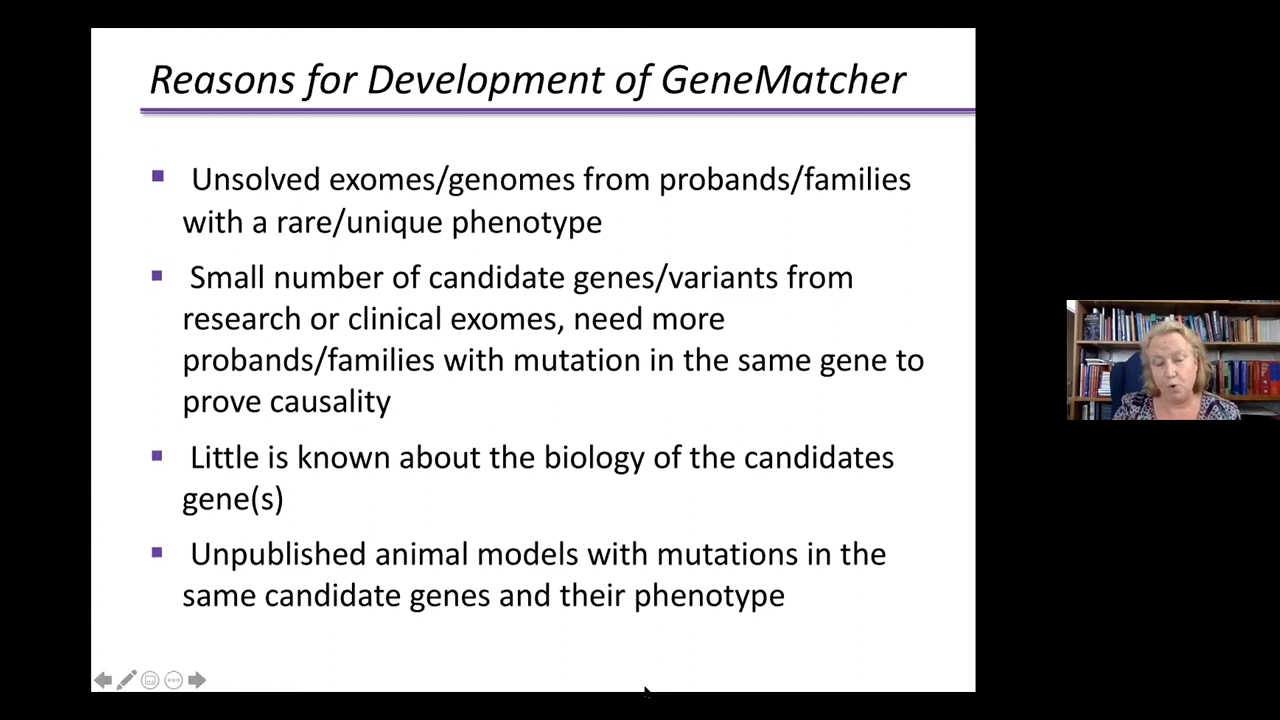 Reasons for Development of GeneMatcher
Unsolved exomes/genomes from probands/families
with a rare/unique phenotype
Small number of candidate genes/variants from
research or clinical exomes, need more
probands/families with mutation in the same gene to
prove causality
Little is known about the biology of the candidates
gene(s)
Unpublished animal models with mutations in the
same candidate genes and their phenotype